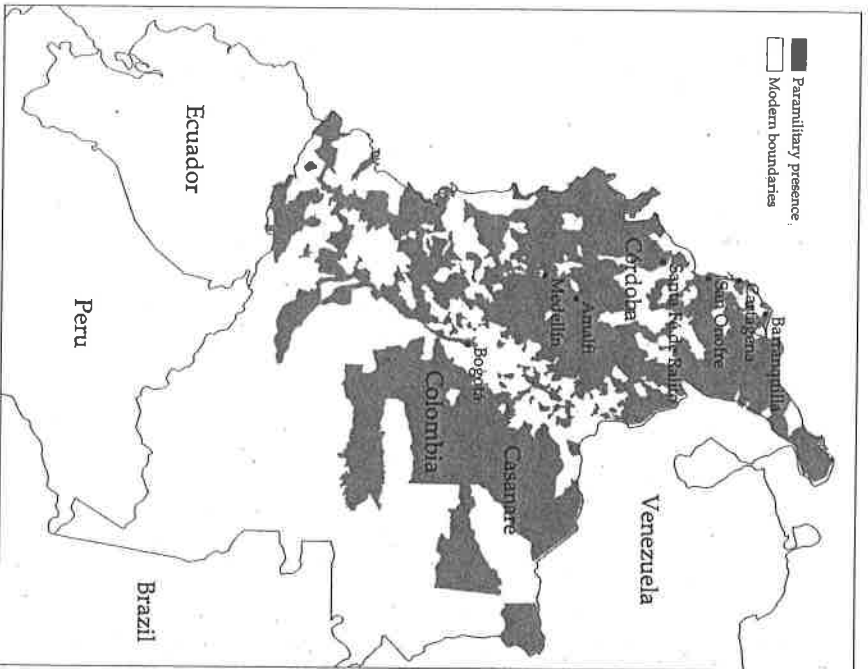 Paramilitary presence
Modern boundaries
Barranquilla
Cartagena
San Onofre
Santa Fé de Ralito
Córdoba
Amalfi
Medellín
Bogotá
Colombia
Casanare
Venezuela
Ecuador
Peru
Brazil